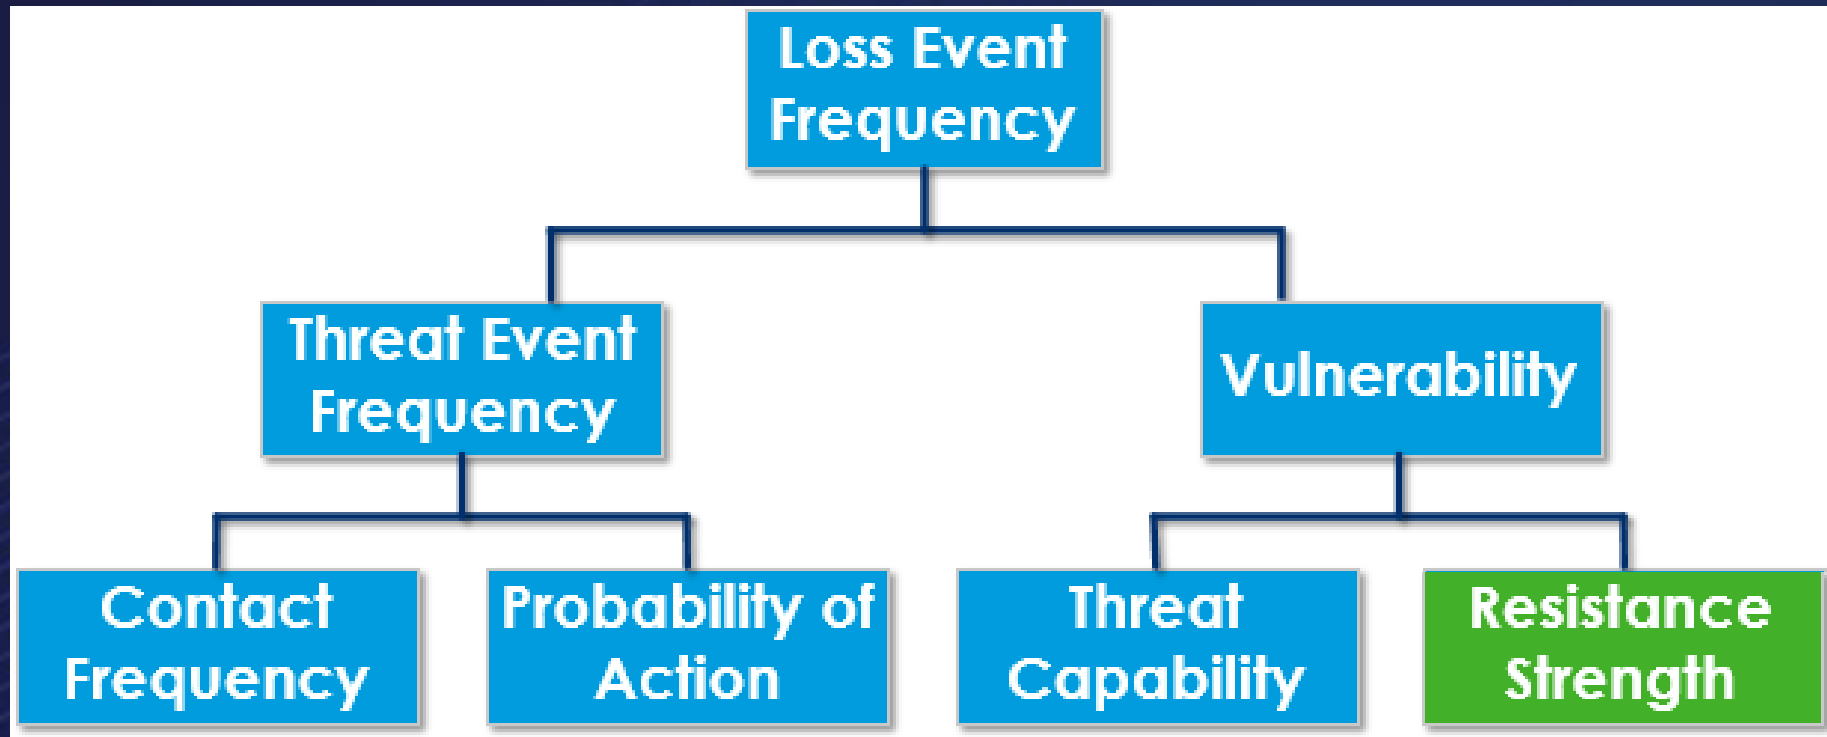 Loss Event
Frequency
Threat Event
Frequency
Vulnerability
Contact
Frequency
Probability of
Action
Threat
Capability
Resistance
Strength